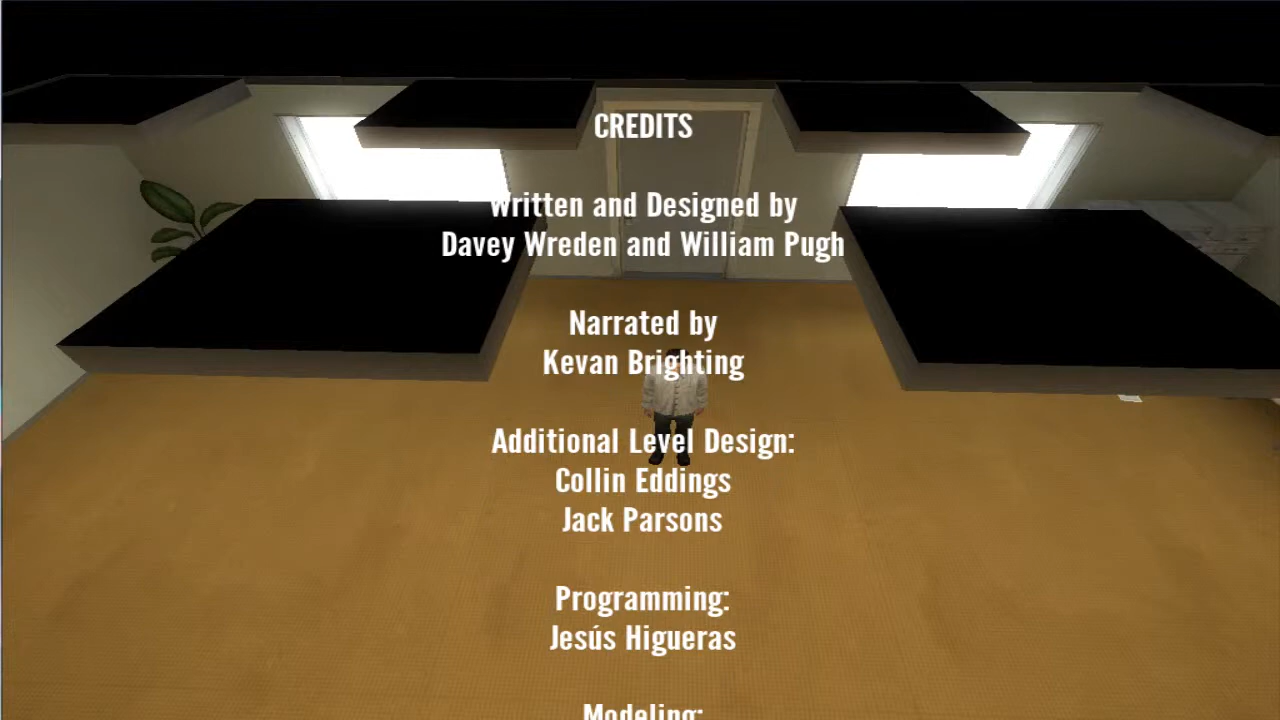 CREDITS
Written and Designed by
Davey Wreden and William Pugh
Narrated by
Kevan Brighting
Additional Level Design:
Collin Eddings
Jack Parsons
Programming:
Jesús Higueras
Modeling: